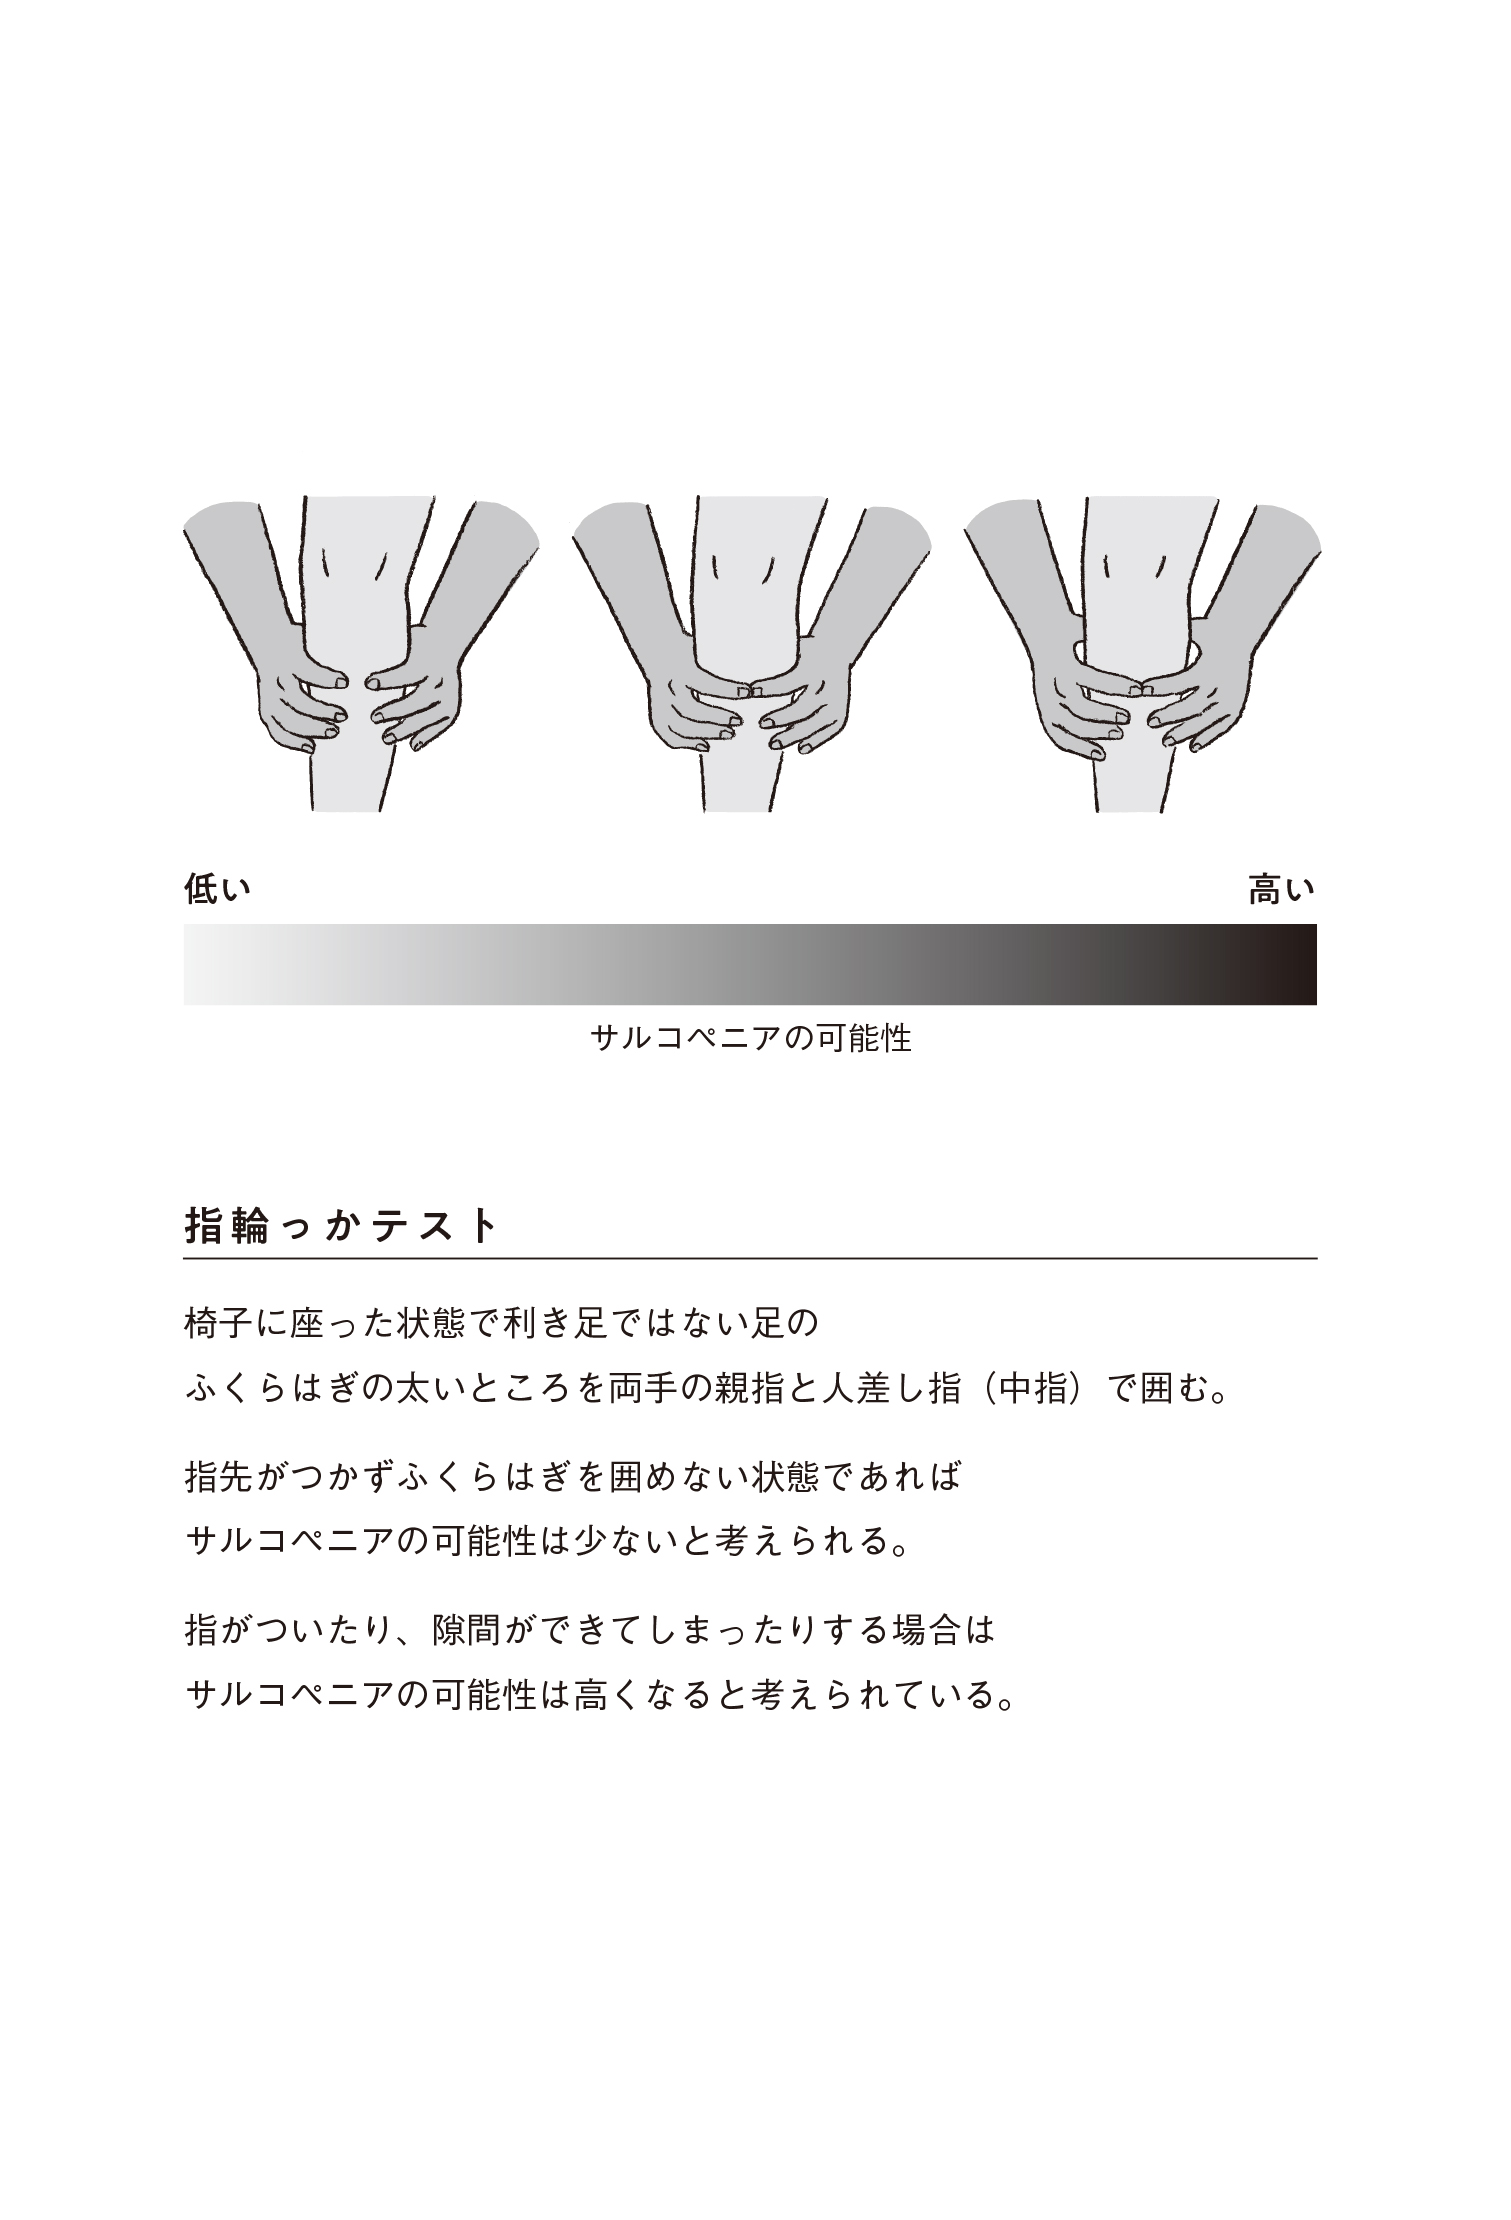 低い
高い
サルコペニアの可能性
指輪っかテスト
椅子に座った状態で利き足ではない足の
ふくらはぎの太いところを両手の親指と人差し指（中指）で囲む。
指先がつかずふくらはぎを囲めない状態であれば
サルコペニアの可能性は少ないと考えられる。
指がついたり、隙間ができてしまったりする場合は
サルコペニアの可能性は高くなると考えられている。